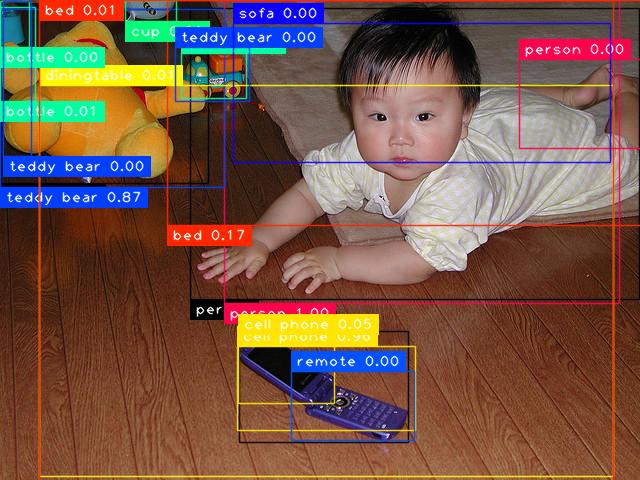 bed 0.01
sofa 0.00
cup
teddy bear 0.00
person 0.00
bottle 0.00
diningtable 0.01
bottle 0.01
teddy bear 0.00
teddy bear 0.87
bed 0.17
per
person 1.00
cell phone 0.05
cell phone 0.96
remote 0.00